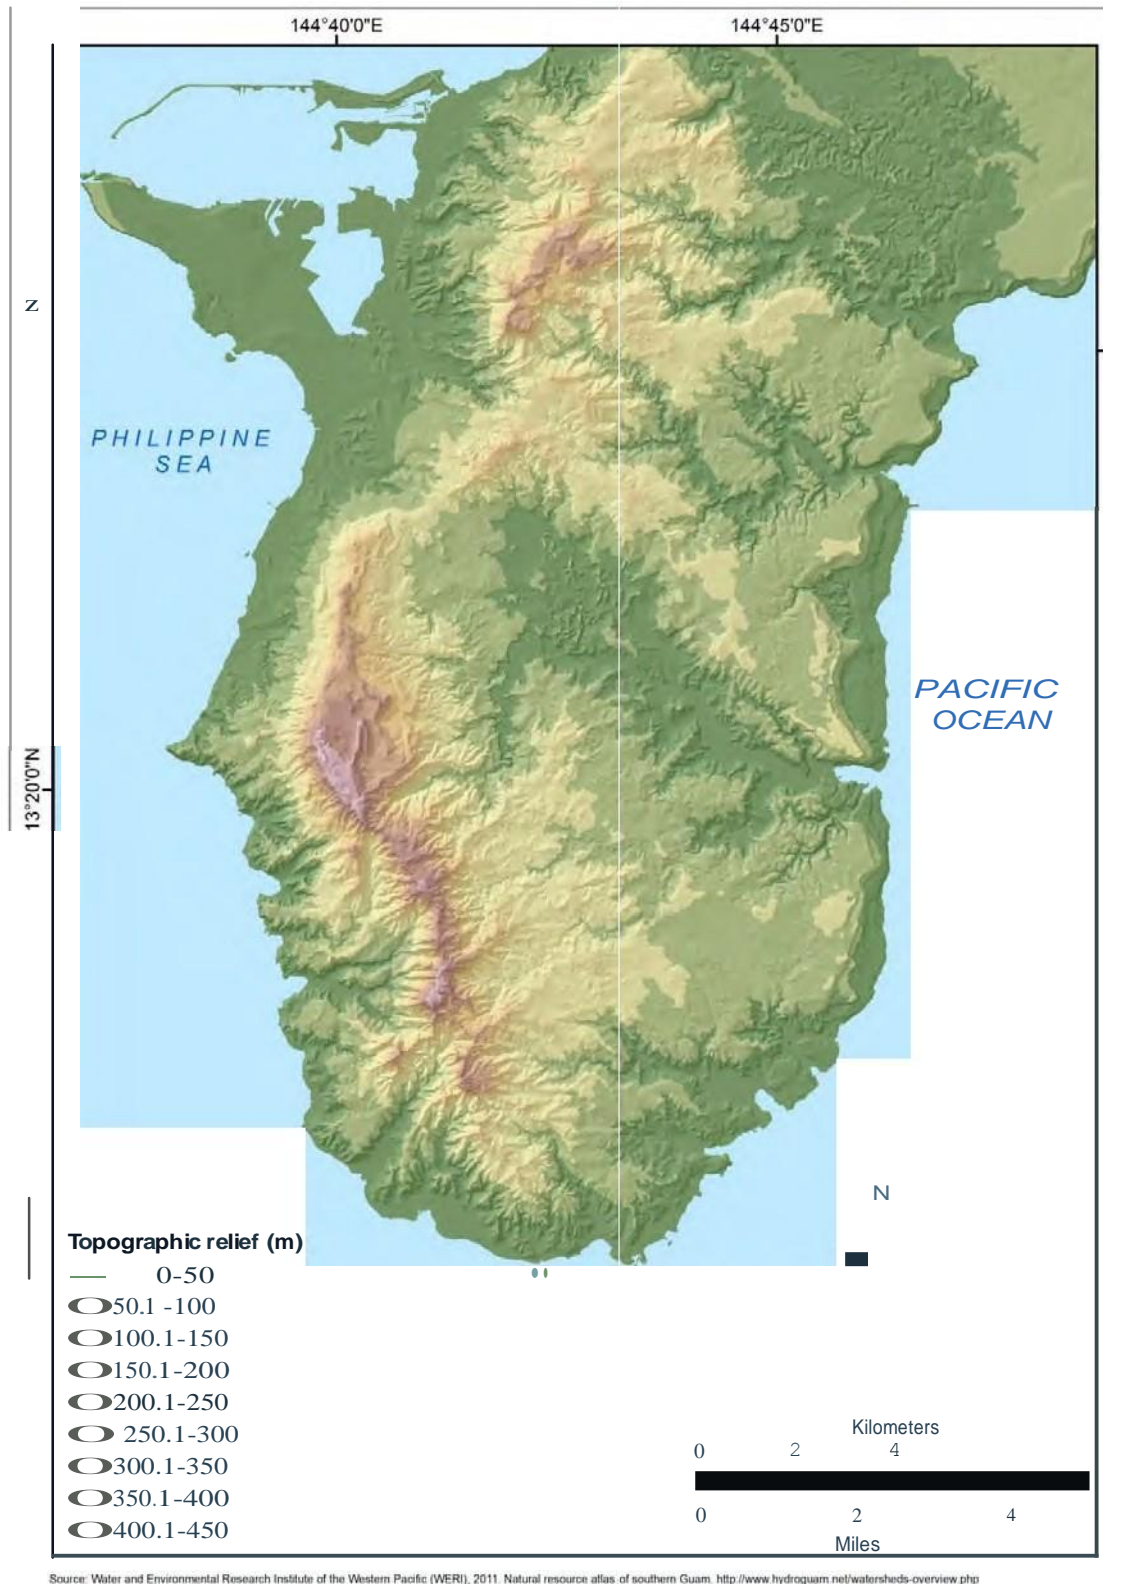 144°40'0"E
144°45'0"E
Z
PHILIPPINE
SEA
PACIFIC
OCEAN
13°20'0"N
N
Topographic relief (m)
0-50
50.1 -100
100.1-150
150.1-200
200.1-250
250.1-300
300.1-350
350.1-400
400.1-450
Kilometers
0 2 4
0 2 4
Miles
Source: Water and Environmental Research Institute of the Western Pacific (WERI), 2011. Natural resource atlas of southern Guam. http://www.hydroguam.net/watersheds-overview.php